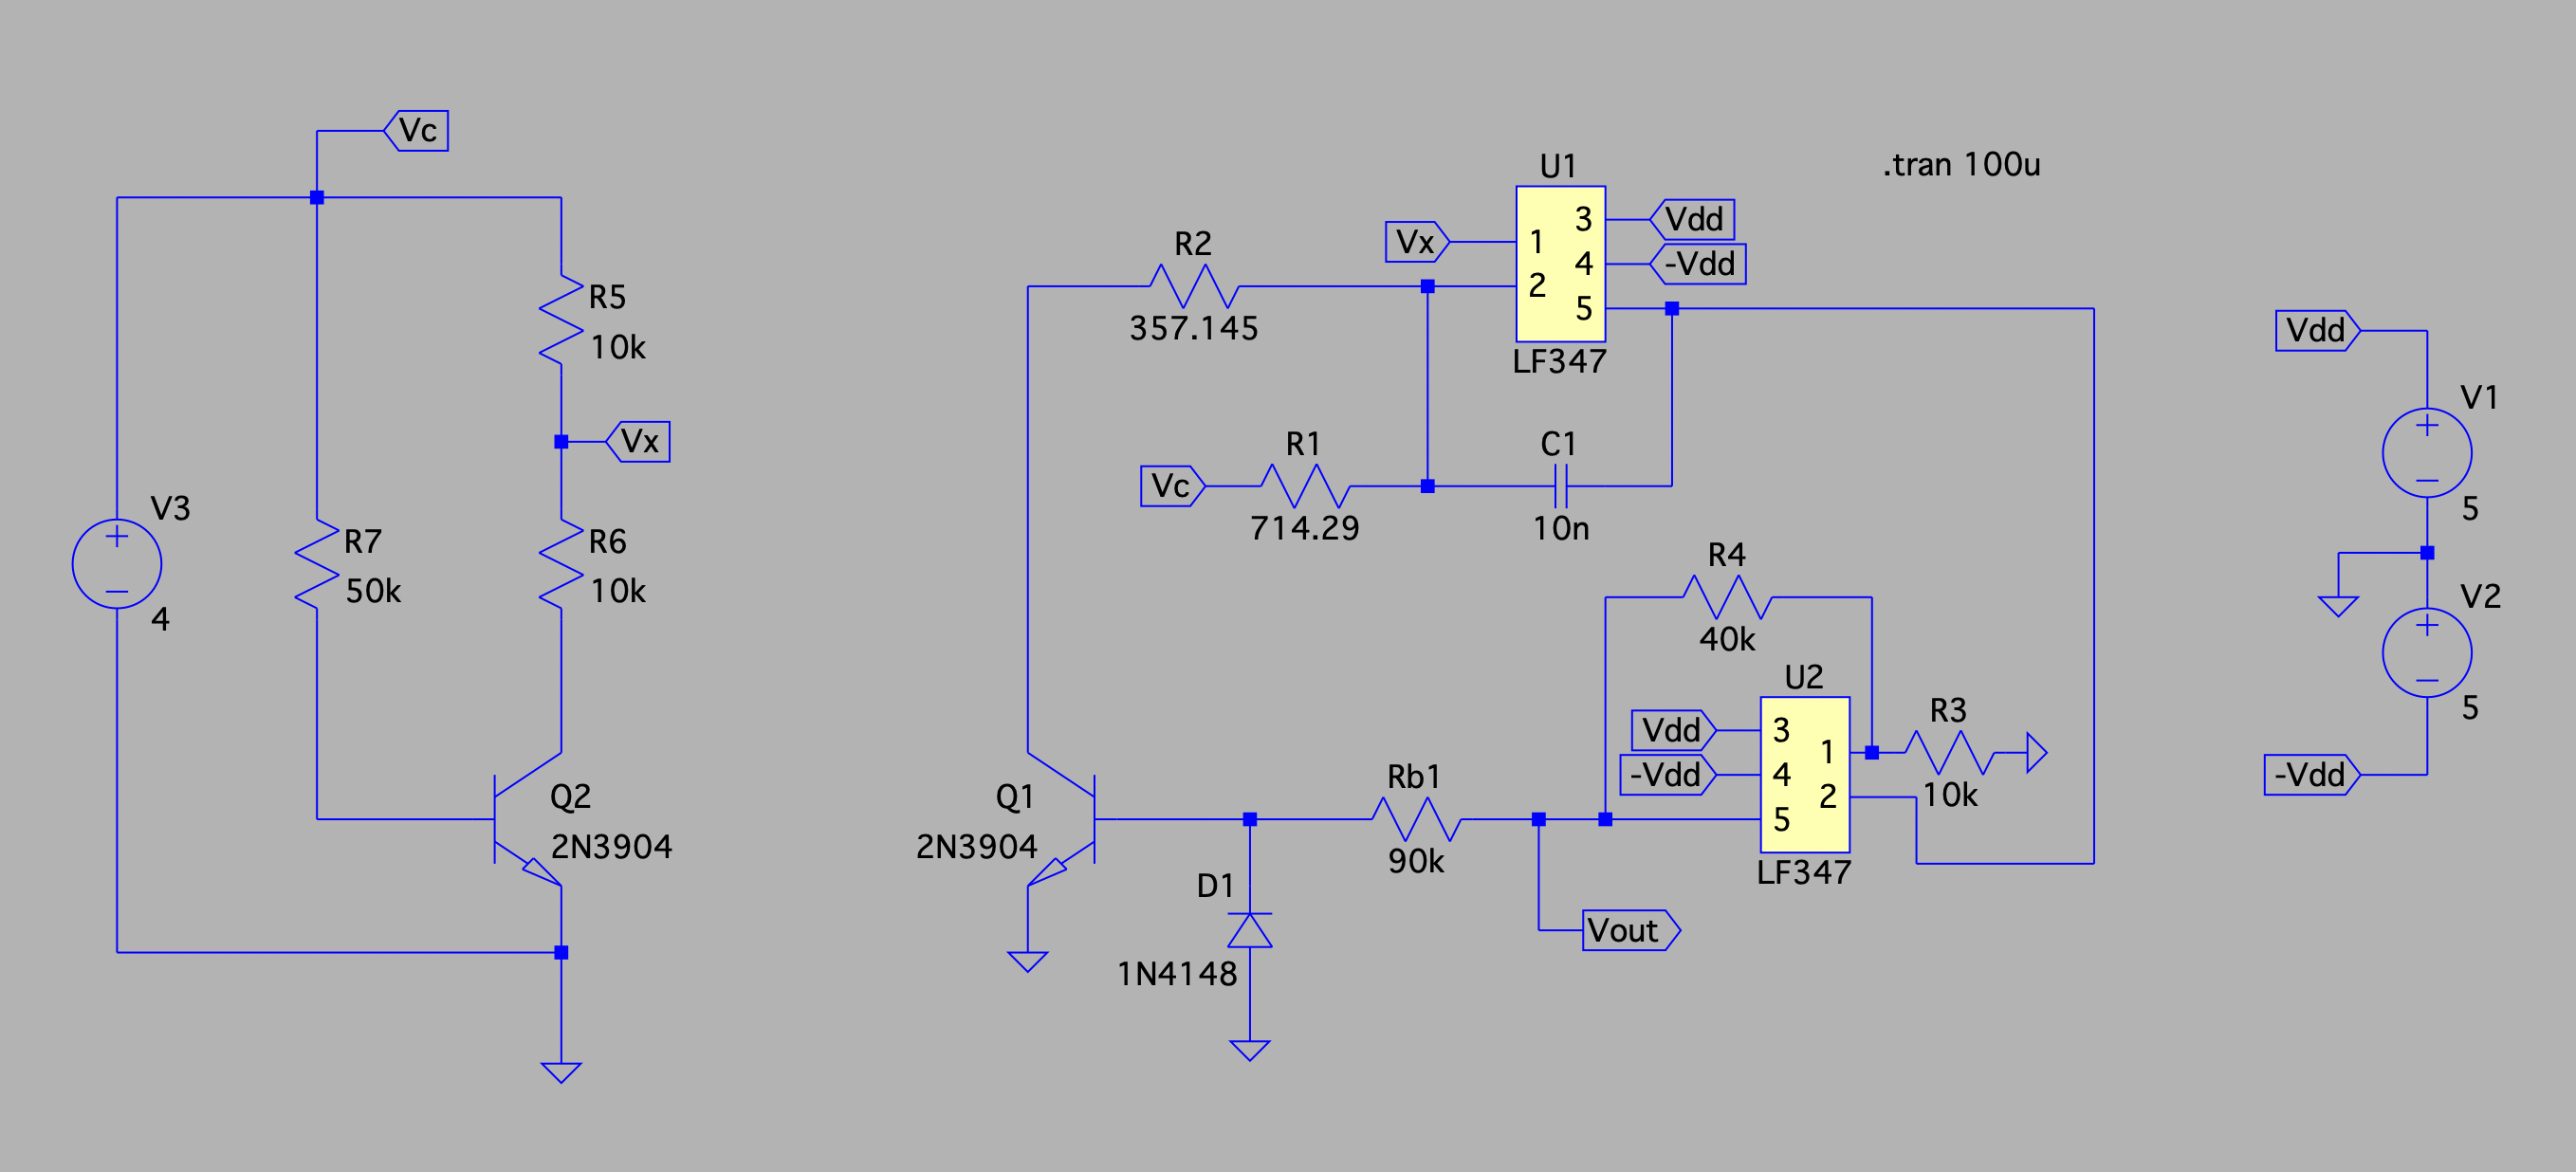 Vc
R5
10k
Vx
V3
4
R7
50k
R6
10k
Q2
2N3904
.tran 100u
U1
Vx
1
2
3
4
5
Vdd
-Vdd
LF347
R2
357.145
Vc
R1
714.29
C1
10n
R4
40k
U2
Vdd
-Vdd
3
4
5
1
2
LF347
R3
10k
Q1
2N3904
Rb1
90k
D1
1N4148
Vout
Vdd
V1
5
V2
5
-Vdd
+
−
+
−
+
−